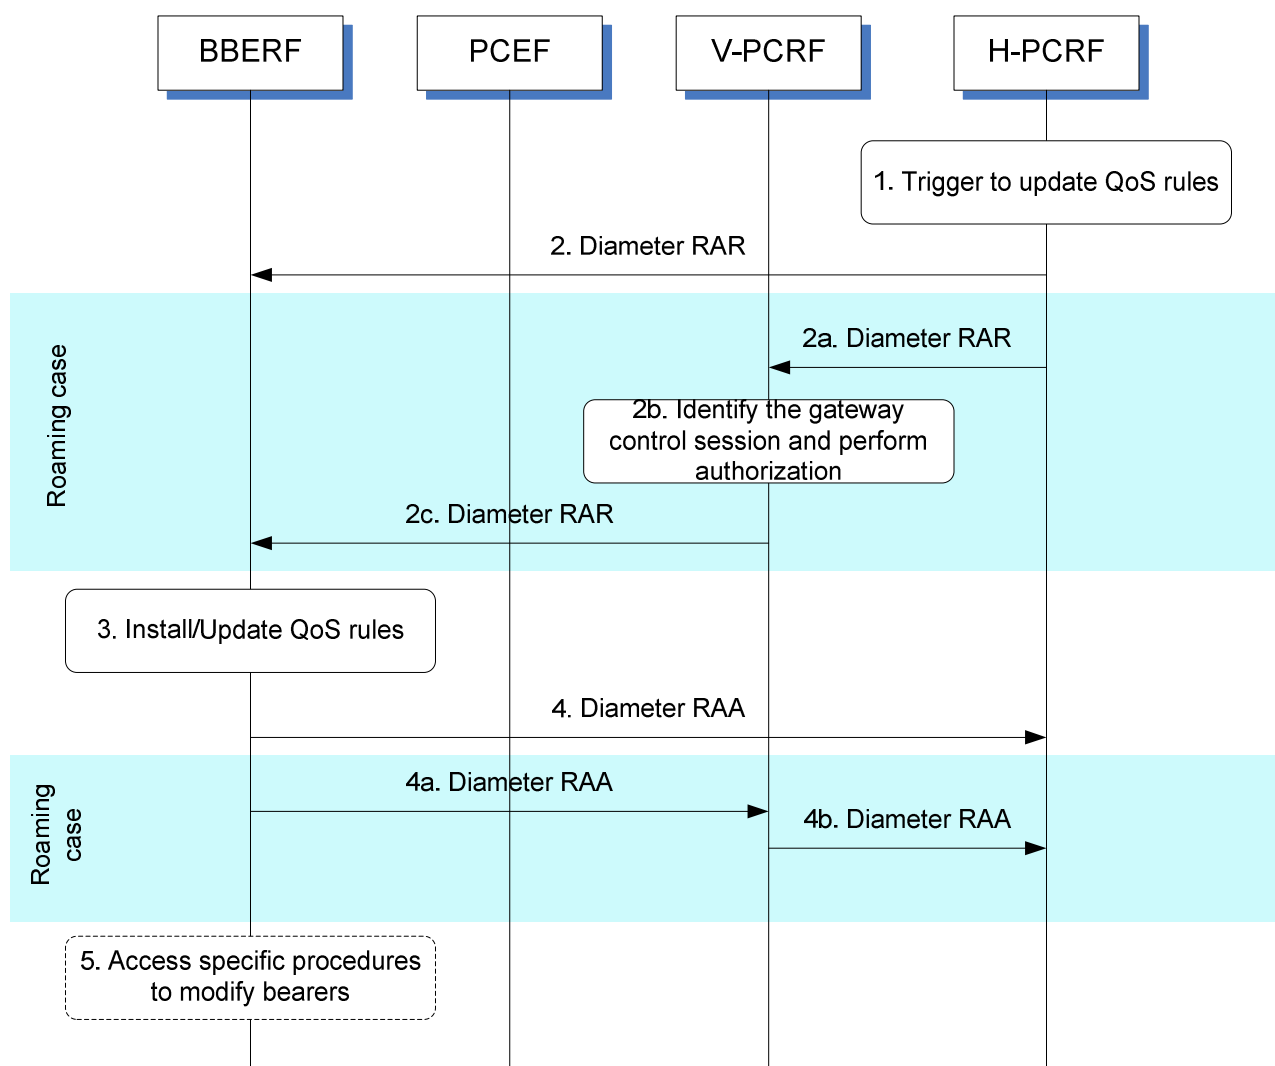 BBERF
PCEF
V-PCRF
H-PCRF
1. Trigger to update QoS rules
2. Diameter RAR
Roaming case
2a. Diameter RAR
2b. Identify the gateway
control session and perform
authorization
2c. Diameter RAR
3. Install/Update QoS rules
4. Diameter RAA
Roaming
case
4a. Diameter RAA
4b. Diameter RAA
5. Access specific procedures
to modify bearers